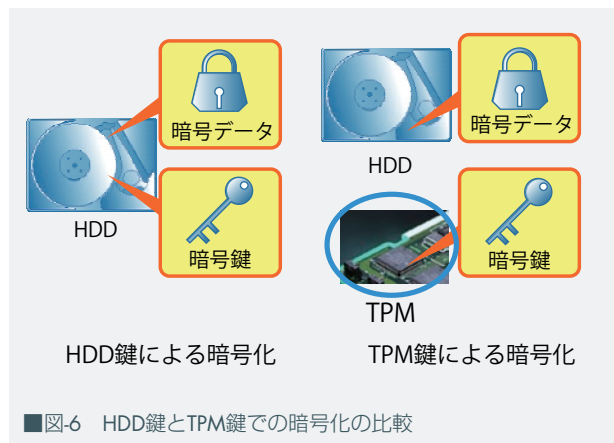 暗号データ
暗号鍵
HDD
HDD鍵による暗号化
暗号データ
HDD
暗号鍵
TPM
TPM鍵による暗号化
■図-6 HDD鍵とTPM鍵での暗号化の比較